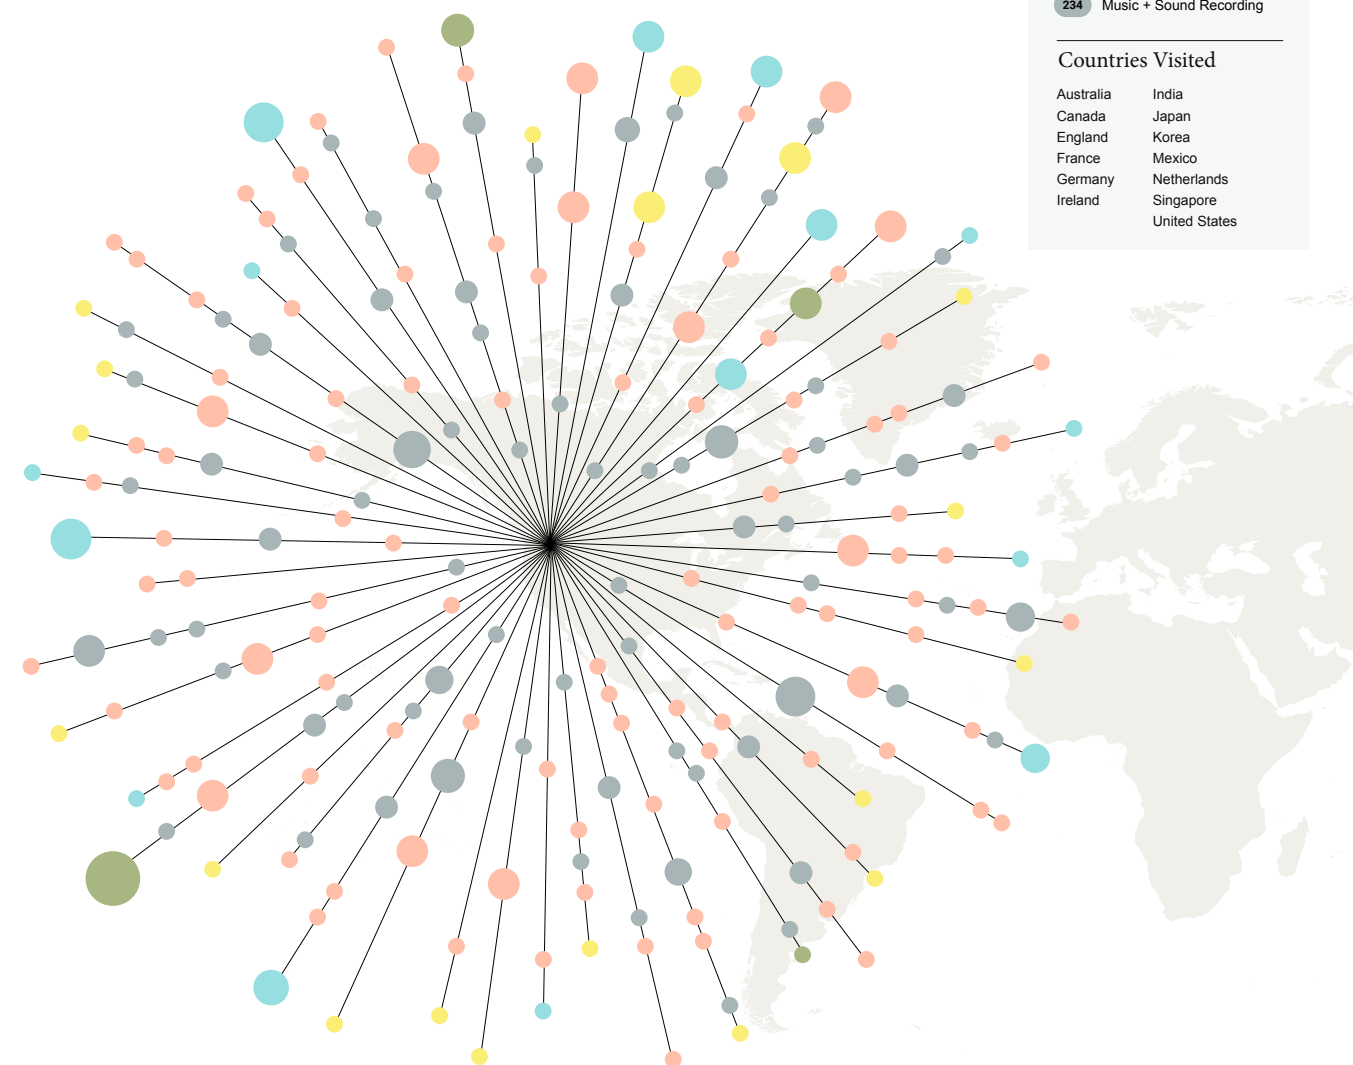 234 Music + Sound Recording
Countries Visited
Australia
Canada
England
France
Germany
Ireland
India
Japan
Korea
Mexico
Netherlands
Singapore
United States